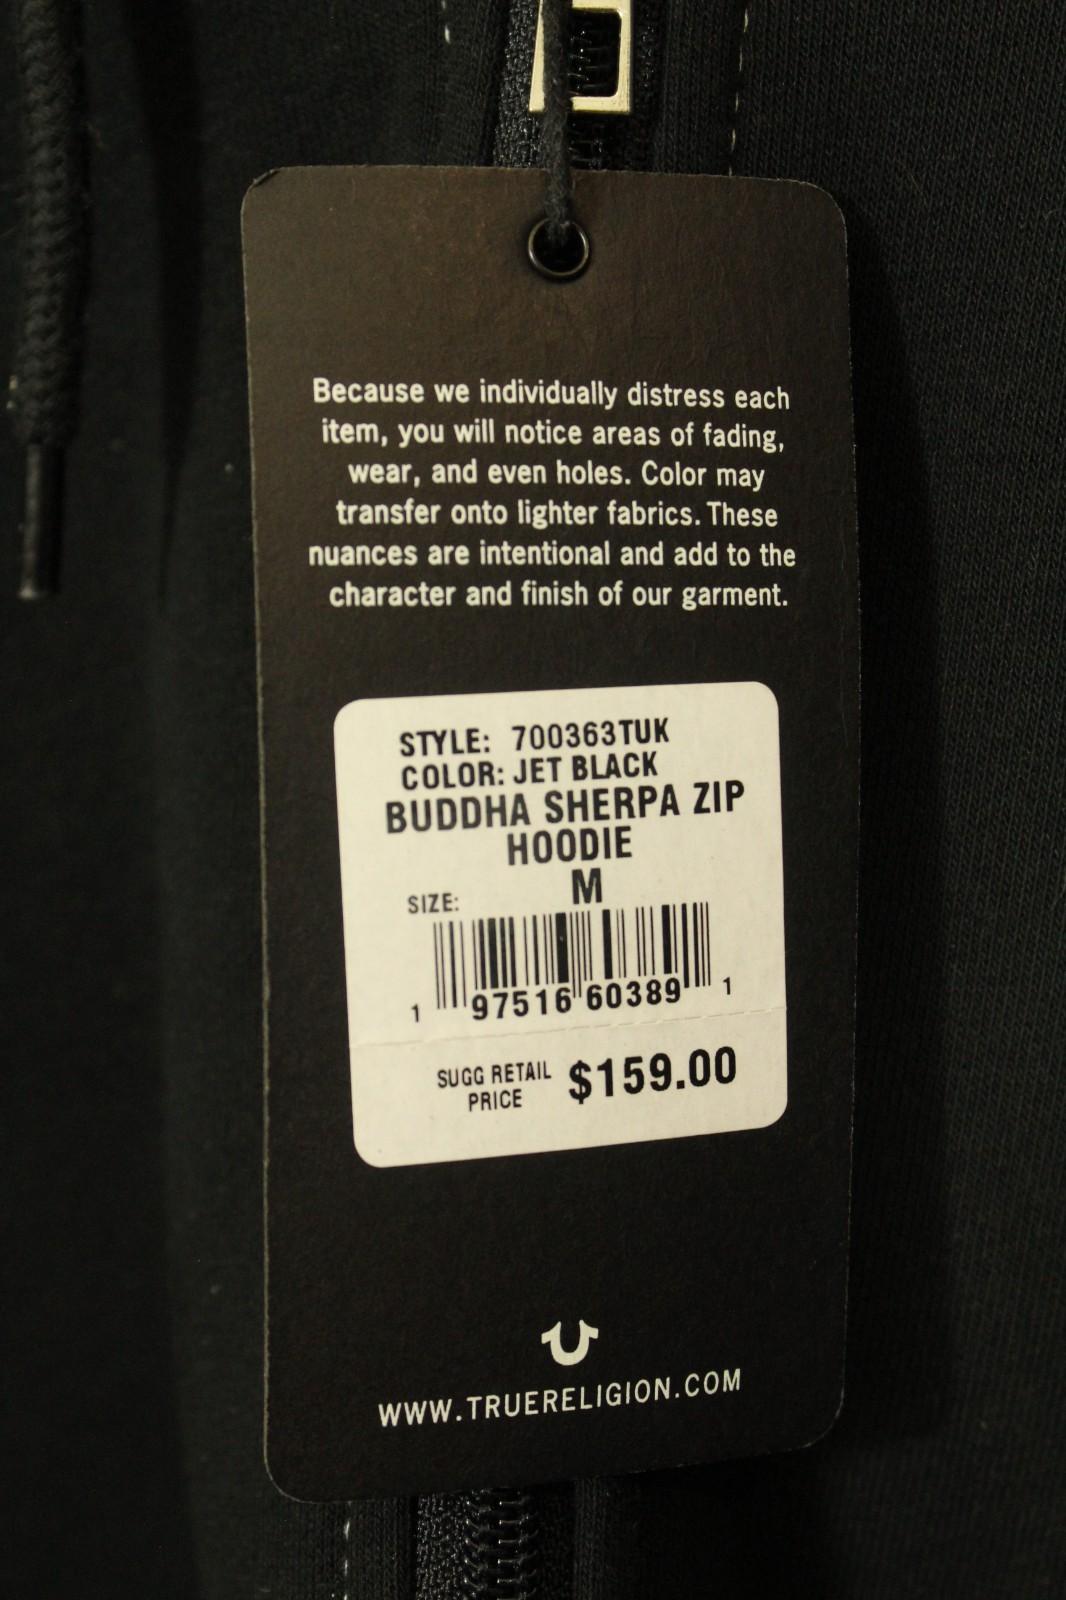 Because we individually distress each
item, you will notice areas of fading,
wear, and even holes. Color may
transfer onto lighter fabrics. These
nuances are intentional and add to the
character and finish of our garment.
STYLE: 700363TUK
COLOR: JET BLACK
BUDDHA SHERPA ZIP
HOODIE
SIZE: M
1 97516 60389 1
SUGG RETAIL
PRICE $159.00
WWW.TRUERELIGION.COM